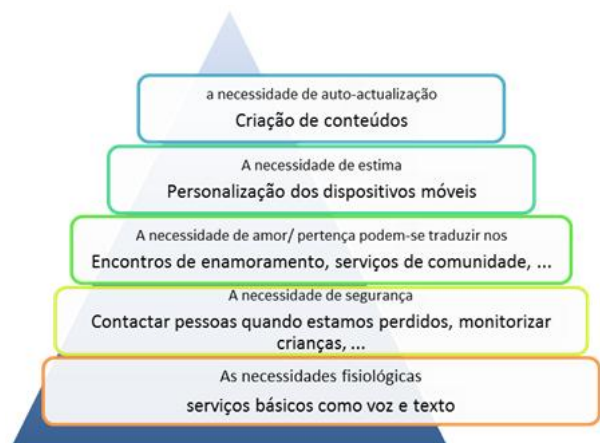 a necessidade de auto-actualização
Criação de conteúdos
A necessidade de estima
Personalização dos dispositivos móveis
A necessidade de amor/ pertença podem-se traduzir nos
Encontros de enamoramento, serviços de comunidade, ...
A necessidade de segurança
Contactar pessoas quando estamos perdidos, monitorizar
crianças, ...
As necessidades fisiológicas
serviços básicos como voz e texto